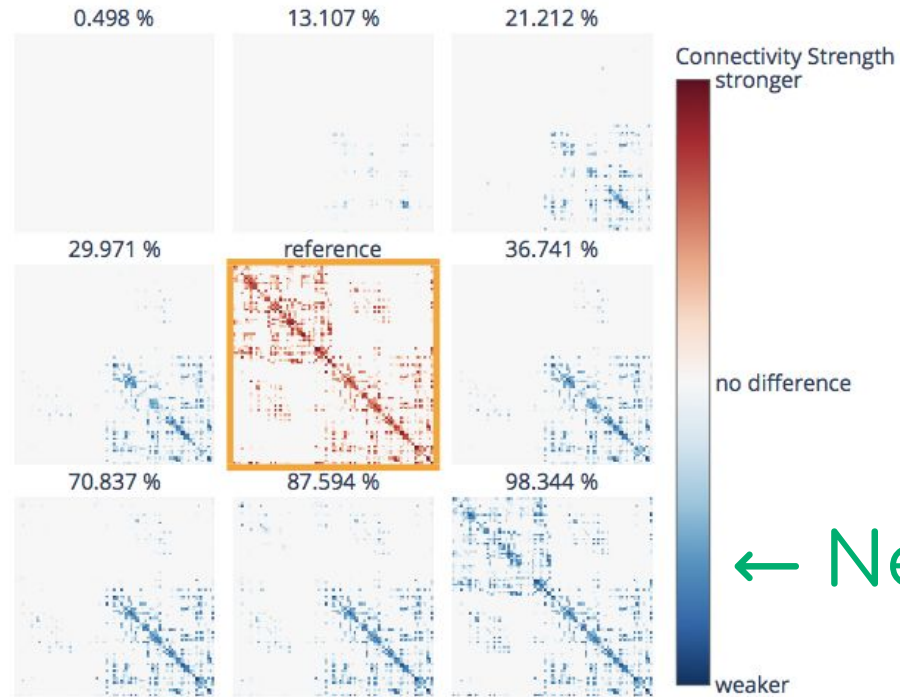 0.498 %
13.107 %
21.212 %
Connectivity Strength
stronger
29.971 %
reference
36.741 %
no difference
70.837 %
87.594 %
98.344 %
← Ne
weaker